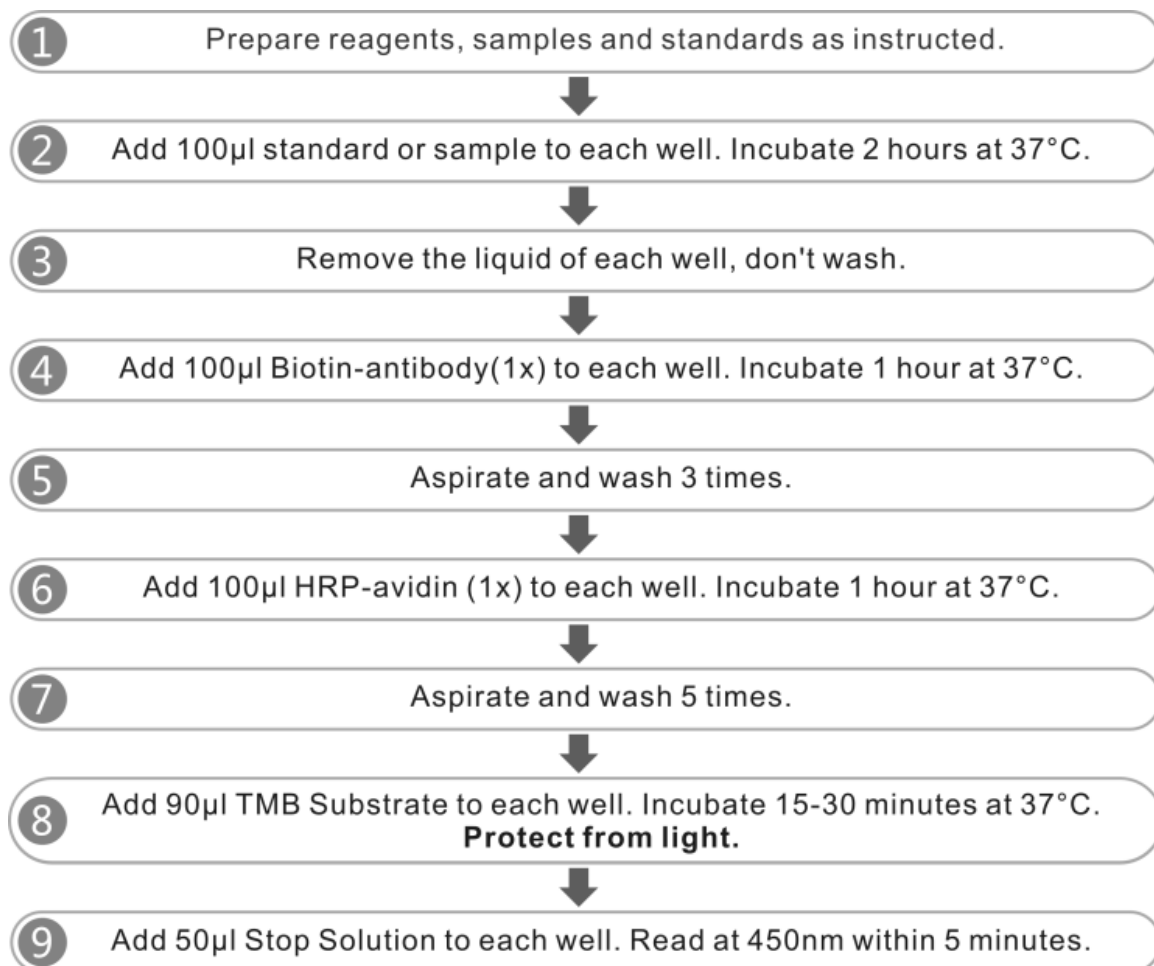 1 Prepare reagents, samples and standards as instructed.
2 Add 100µl standard or sample to each well. Incubate 2 hours at 37°C.
3 Remove the liquid of each well, don't wash.
4 Add 100µl Biotin-antibody(1x) to each well. Incubate 1 hour at 37°C.
5 Aspirate and wash 3 times.
6 Add 100µl HRP-avidin (1x) to each well. Incubate 1 hour at 37°C.
7 Aspirate and wash 5 times.
8 Add 90µl TMB Substrate to each well. Incubate 15-30 minutes at 37°C.
Protect from light.
9 Add 50µl Stop Solution to each well. Read at 450nm within 5 minutes.